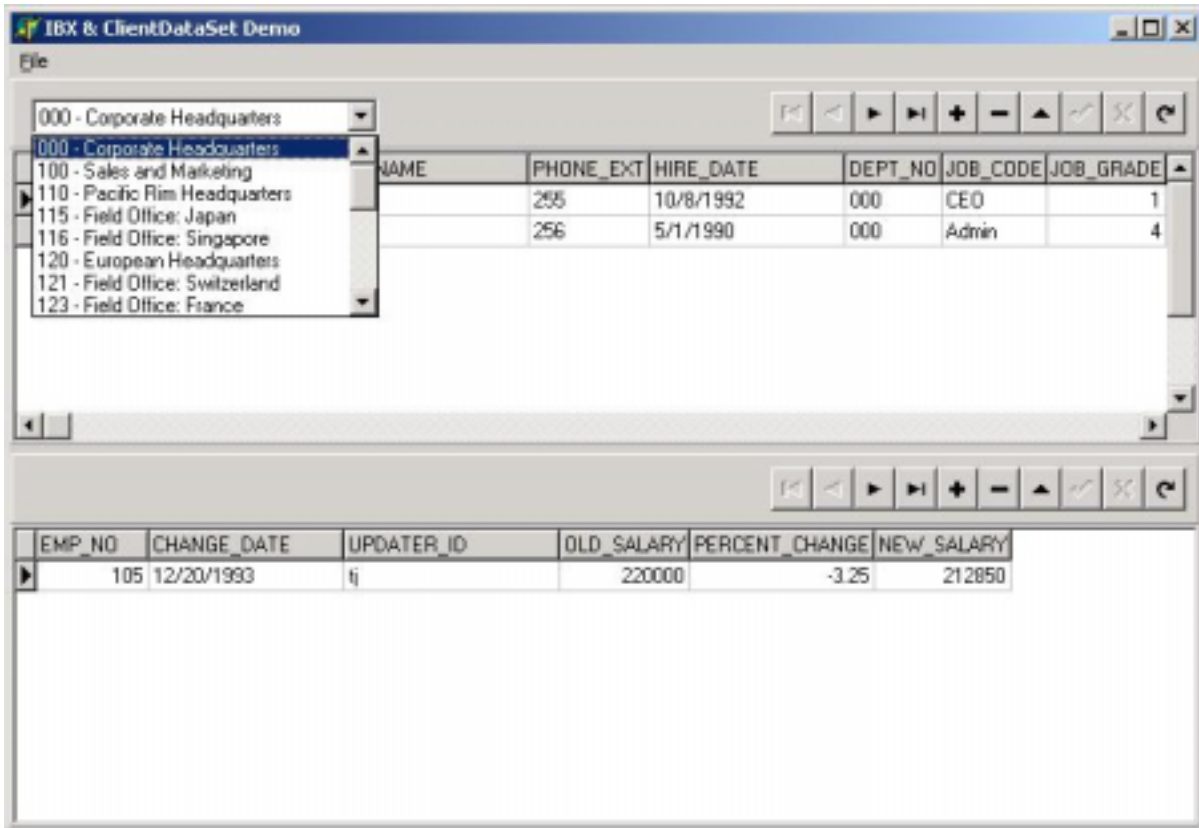 IBX & ClientDataSet Demo
File
000 - Corporate Headquarters
000 - Corporate Headquarters
100 - Sales and Marketing
110 - Pacific Rim Headquarters
115 - Field Office: Japan
116 - Field Office: Singapore
120 - European Headquarters
121 - Field Office: Switzerland
123 - Field Office: France
NAME PHONE_EXT HIRE_DATE DEPT_NO JOB_CODE JOB_GRADE
255 10/8/1992 000 CEO 1
256 5/1/1990 000 Admin 4
EMP_NO CHANGE_DATE UPDATER_ID OLD_SALARY PERCENT_CHANGE NEW_SALARY
105 12/20/1993 tj 220000 -3.25 212850